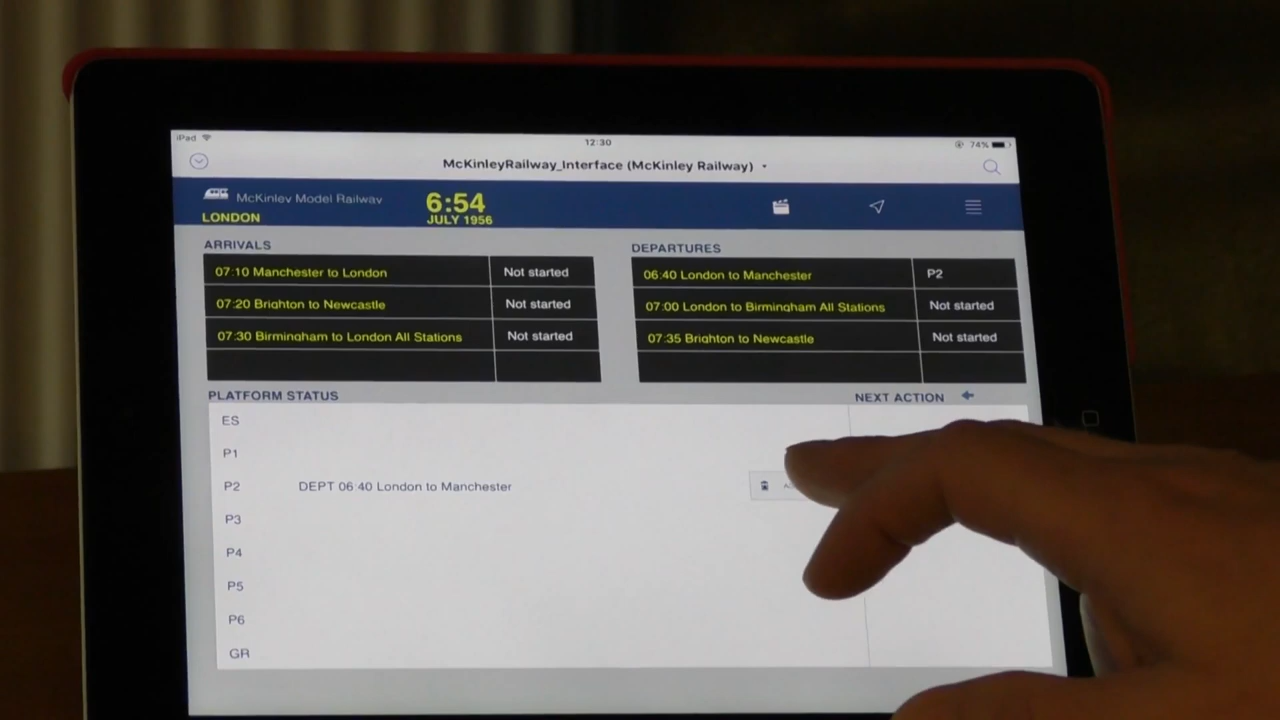 iPad
12:30
74%
McKinleyRailway_Interface (McKinley Railway)
McKinley Model Railway
LONDON
6:54
JULY 1956
ARRIVALS
07:10 Manchester to London Not started
07:20 Brighton to Newcastle Not started
07:30 Birmingham to London All Stations Not started
DEPARTURES
06:40 London to Manchester P2
07:00 London to Birmingham All Stations Not started
07:35 Brighton to Newcastle Not started
PLATFORM STATUS
NEXT ACTION
ES
P1
P2 DEPT 06:40 London to Manchester
P3
P4
P5
P6
GR